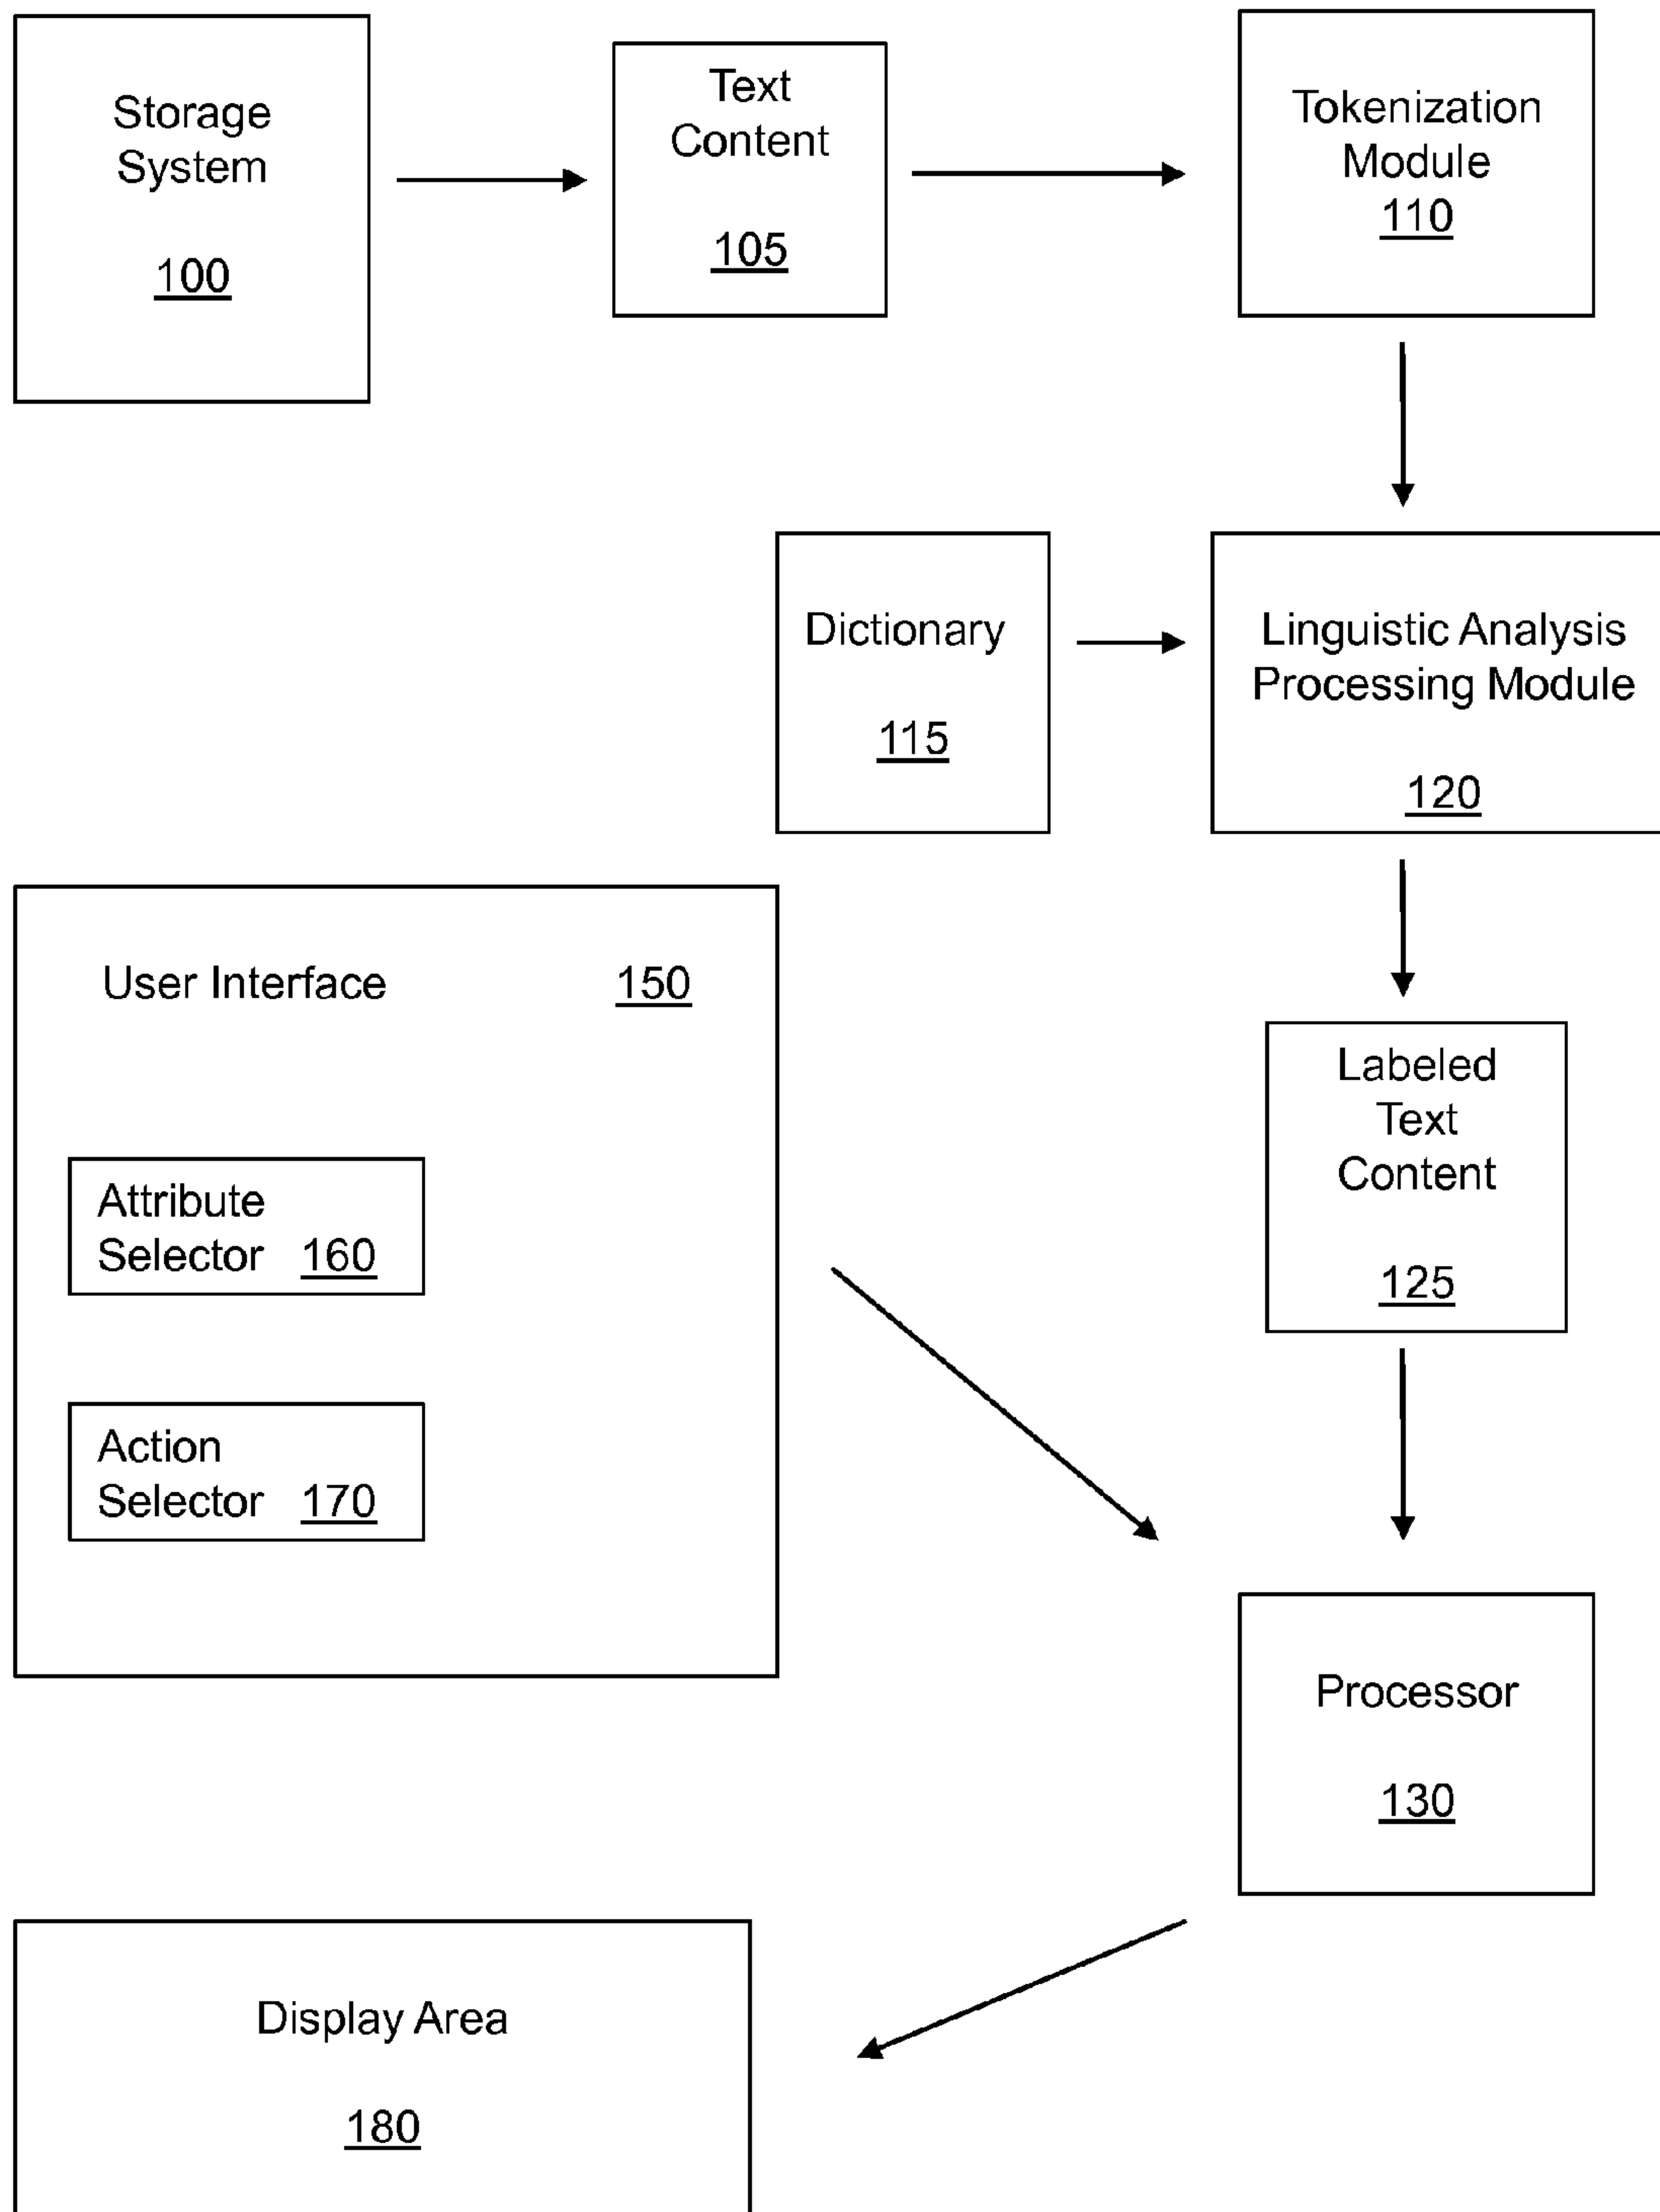 Storage
System
100
Text
Content
105
Tokenization
Module
110
Dictionary
115
Linguistic Analysis
Processing Module
120
User Interface 150
Attribute
Selector 160
Action
Selector 170
Labeled
Text
Content
125
Processor
130
Display Area
180